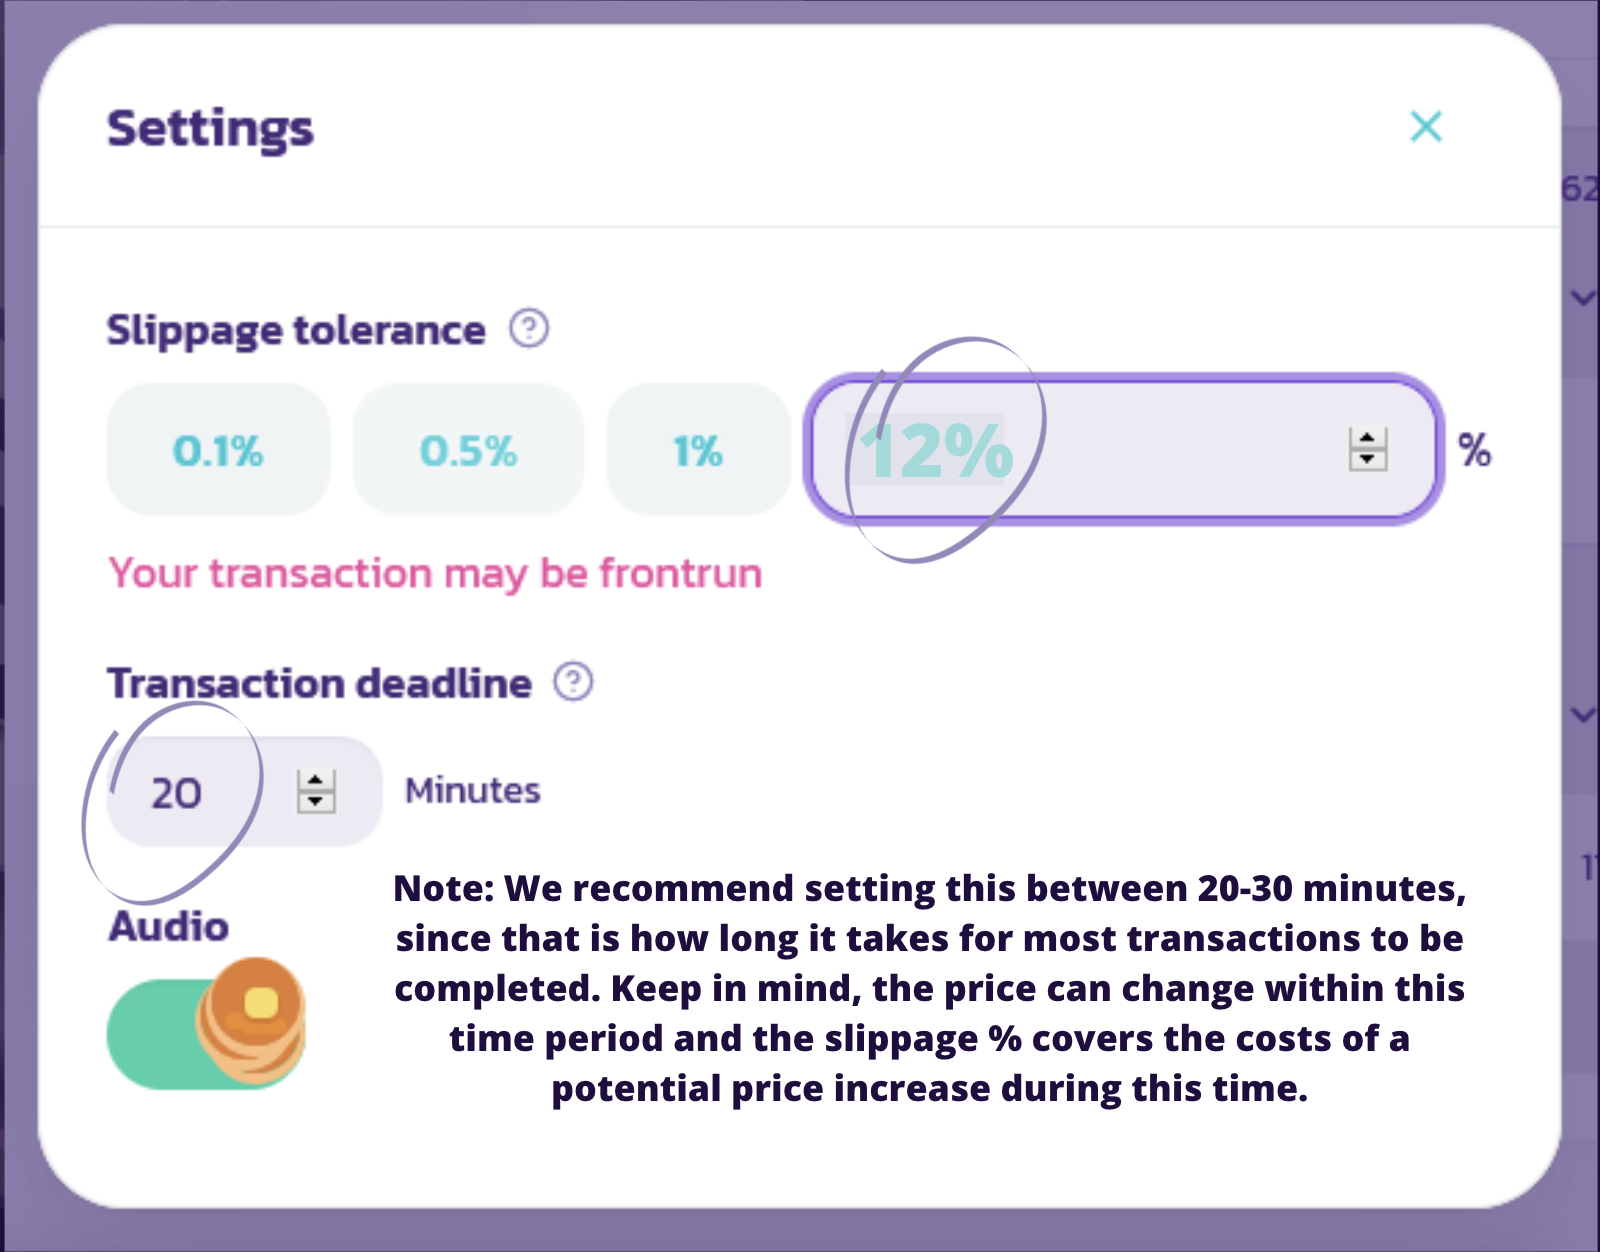 Settings
62
Slippage tolerance ?
0.1% 0.5% 1% 12% %
Your transaction may be frontrun
Transaction deadline ?
20 Minutes
Note: We recommend setting this between 20-30 minutes,
since that is how long it takes for most transactions to be
completed. Keep in mind, the price can change within this
time period and the slippage % covers the costs of a
potential price increase during this time.
Audio